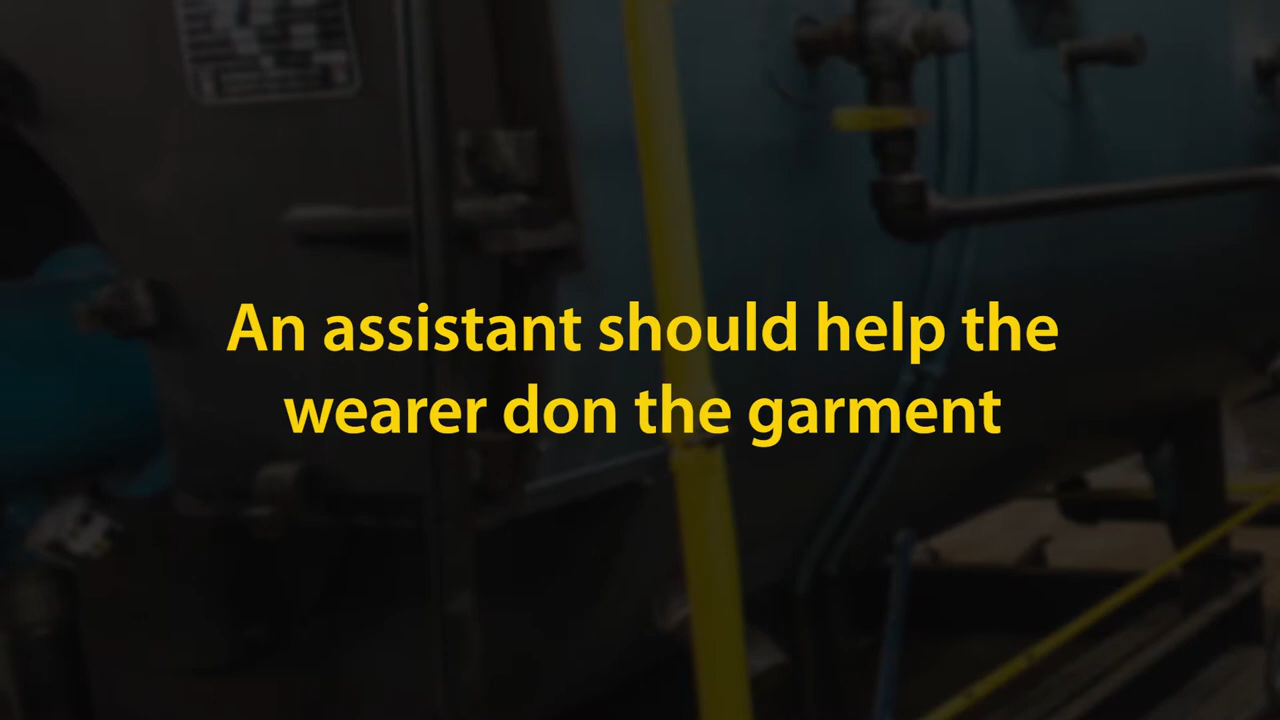 An assistant should help the
wearer don the garment